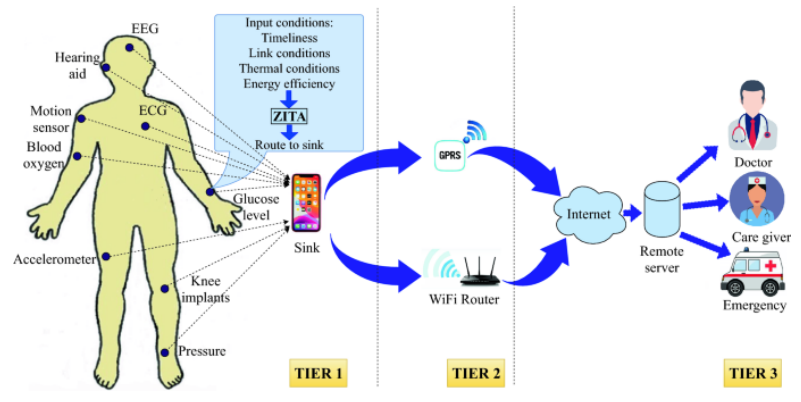 EEG
Hearing
aid
Motion
sensor
Blood
oxygen
ECG
Input conditions:
Timeliness
Link conditions
Thermal conditions
Energy efficiency
ZITA
Route to sink
Glucose
level
Accelerometer
Knee
implants
Pressure
Sink
TIER 1
GPRS
WiFi Router
TIER 2
Internet
Remote
server
Doctor
Care giver
Emergency
TIER 3